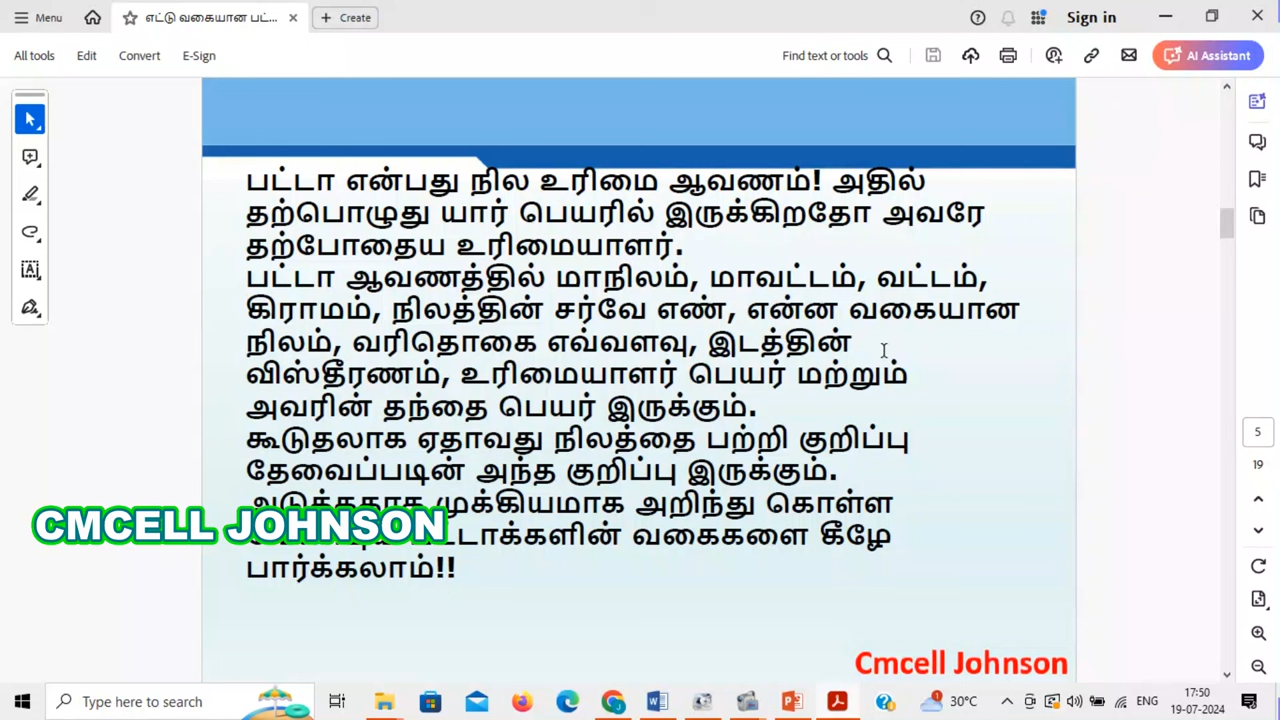 Menu
எட்டு வகையான பட்...
Create
Sign in
All tools
Edit
Convert
E-Sign
Find text or tools
AI Assistant
பட்டா என்பது நில உரிமை ஆவணம்! அதில்
தற்பொழுது யார் பெயரில் இருக்கிறதோ அவரே
தற்போதைய உரிமையாளர்.
பட்டா ஆவணத்தில் மாநிலம், மாவட்டம், வட்டம்,
கிராமம், நிலத்தின் சர்வே எண், என்ன வகையான
நிலம், வரிதொகை எவ்வளவு, இடத்தின்
விஸ்தீரணம், உரிமையாளர் பெயர் மற்றும்
அவரின் தந்தை பெயர் இருக்கும்.
கூடுதலாக ஏதாவது நிலத்தை பற்றி குறிப்பு
தேவைப்படின் அந்த குறிப்பு இருக்கும்.
முக்கியமாக அறிந்து கொள்ள
வகைகளை கீழே
பார்க்கலாம்!!
CMCELL JOHNSON
Cmcell Johnson
5
19
Type here to search
30°C
ENG
17:50
19-07-2024